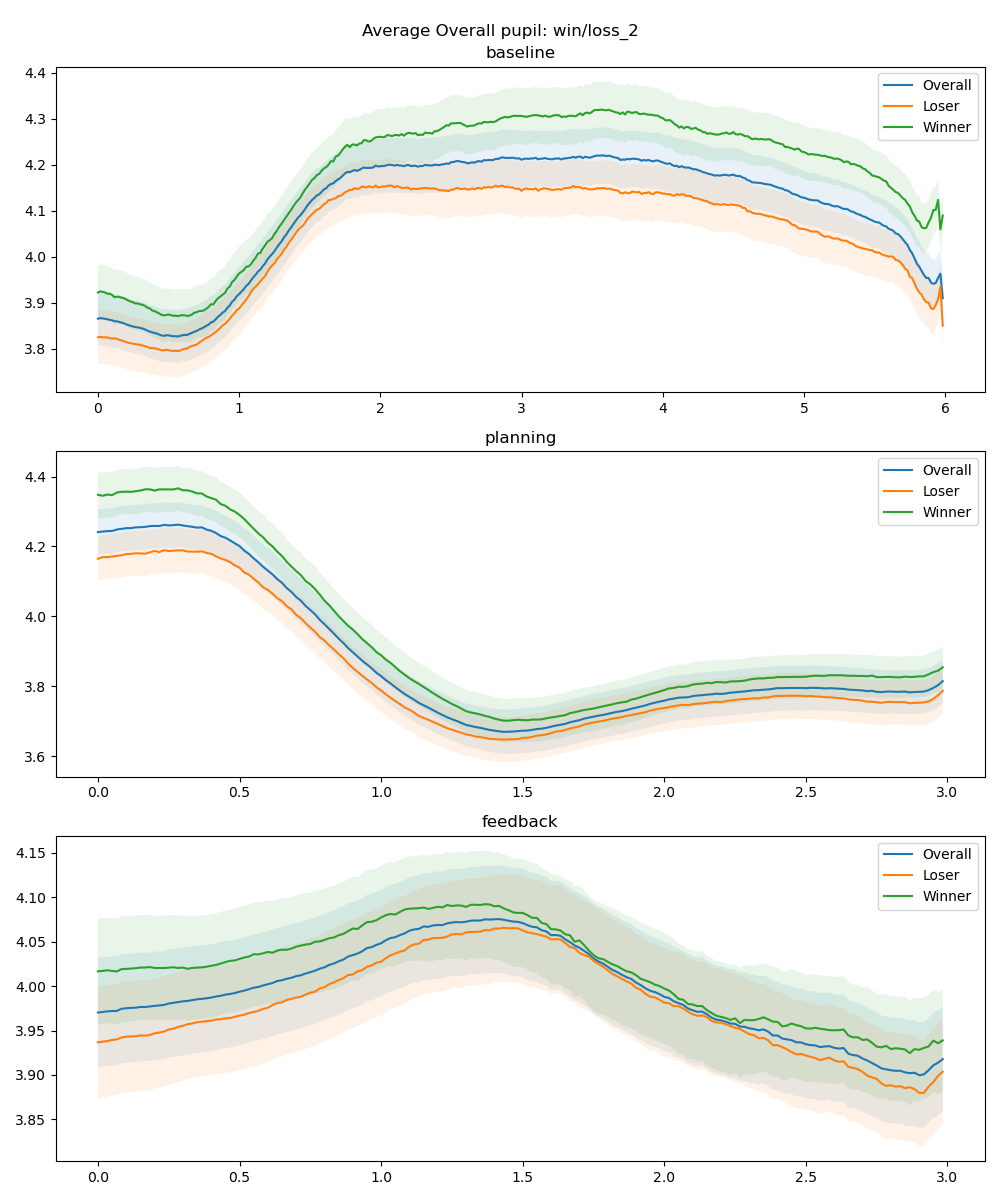 Average Overall pupil: win/loss_2
baseline
4.4
4.3
4.2
4.1
4.0
3.9
3.8
Overall
Loser
Winner
0 1 2 3 4 5 6
planning
4.4
4.2
4.0
3.8
3.6
Overall
Loser
Winner
0.0 0.5 1.0 1.5 2.0 2.5 3.0
feedback
4.15
4.10
4.05
4.00
3.95
3.90
3.85
Overall
Loser
Winner
0.0 0.5 1.0 1.5 2.0 2.5 3.0